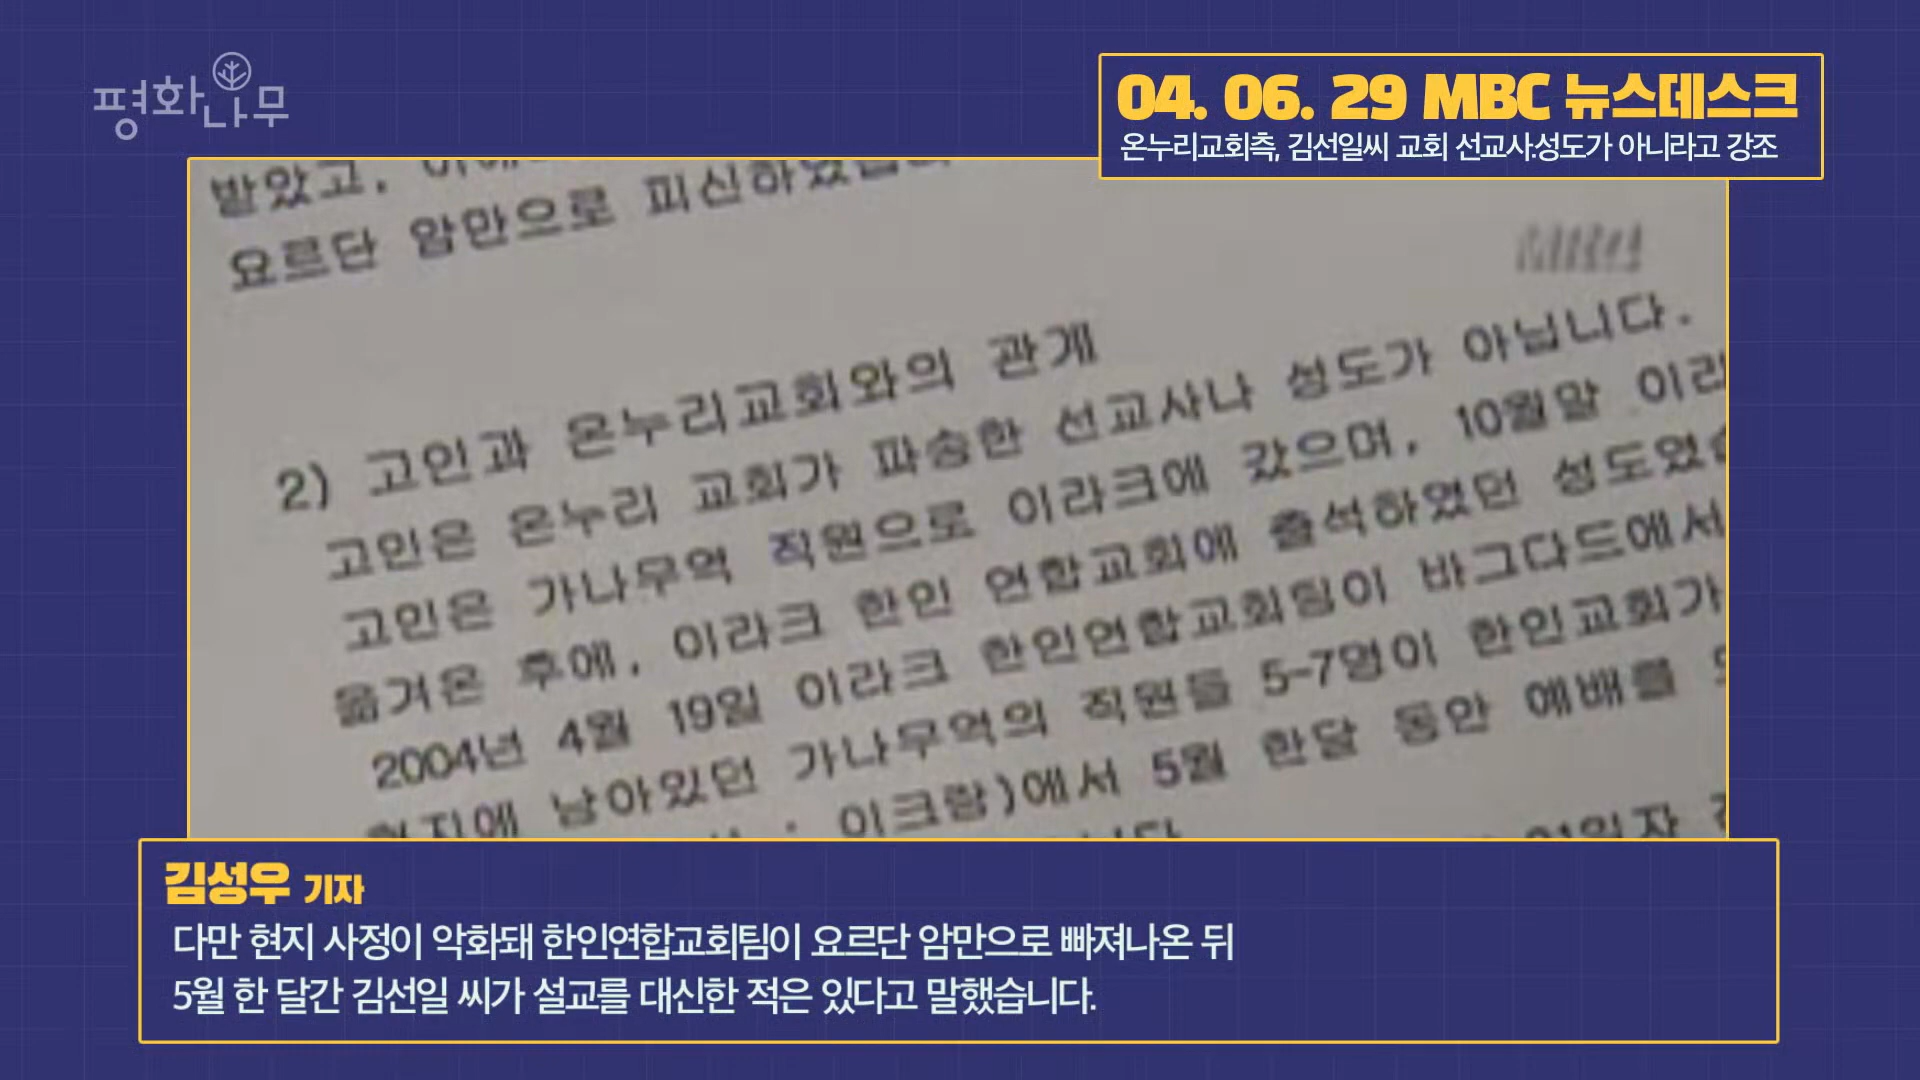 평화나무
04. 06. 29 MBC 뉴스데스크
온누리교회측, 김선일씨 교회 선교사·성도가 아니라고 강조
받았고,
요르단 암만으로 피신하였습니
2) 고인과 온누리교회와의 관계
고인은 온누리 교회가 파송한 선교사나 성도가 아닙니다.
고인은 가나무역 직원으로 이라크에 갔으며, 10월말 이라
옮겨온 후에, 이라크 한인 연합교회에 출석하였던 성도였습
2004년 4월 19일 이라크 한인연합교회팀이 바그다드에서
현지에 남아있던 가나무역의 직원들 5-7명이 한인교회가
이크람)에서 5월 한달 동안 예배를
김성우 기자
다만 현지 사정이 악화돼 한인연합교회팀이 요르단 암만으로 빠져나온 뒤
5월 한 달간 김선일 씨가 설교를 대신한 적은 있다고 말했습니다.